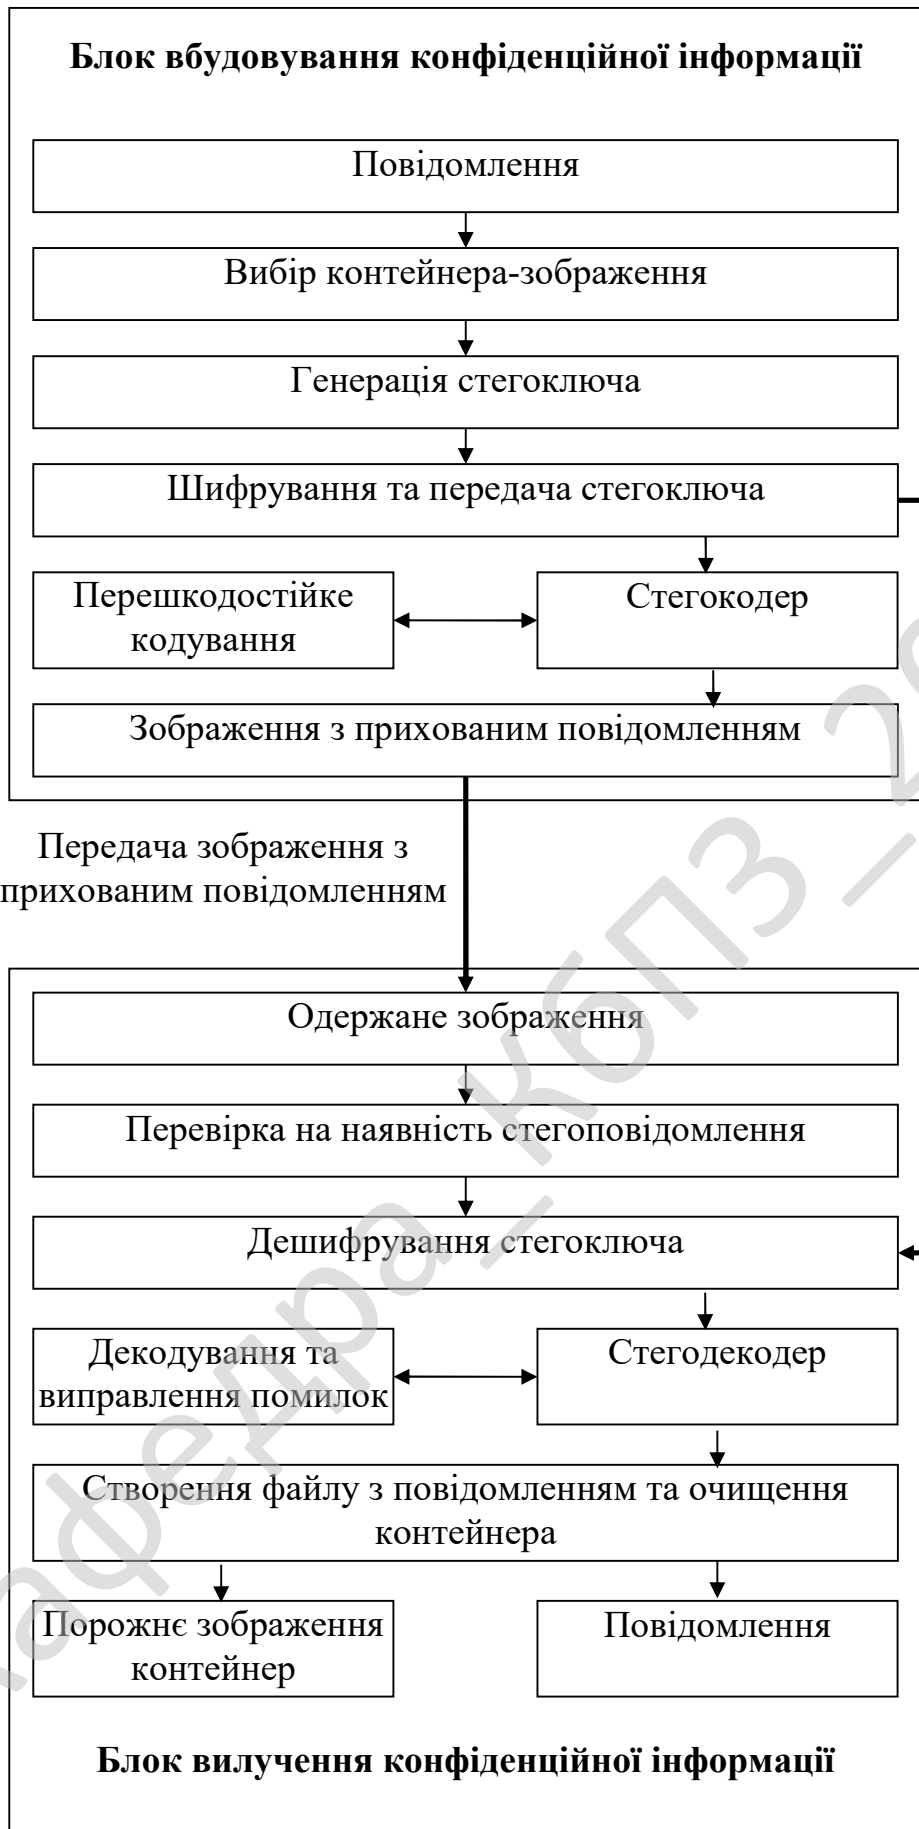 Блок вбудовування конфіденційної інформації
Повідомлення
Вибір контейнера-зображення
Генерація стегоключа
Шифрування та передача стегоключа
Перешкодостійке
кодування
Стегокодер
Зображення з прихованим повідомленням
Передача зображення з
прихованим повідомленням
Одержане зображення
Перевірка на наявність стегоповідомлення
Дешифрування стегоключа
Декодування та
виправлення помилок
Стегодекодер
Створення файлу з повідомленням та очищення
контейнера
Порожнє зображення
контейнер
Повідомлення
Блок вилучення конфіденційної інформації